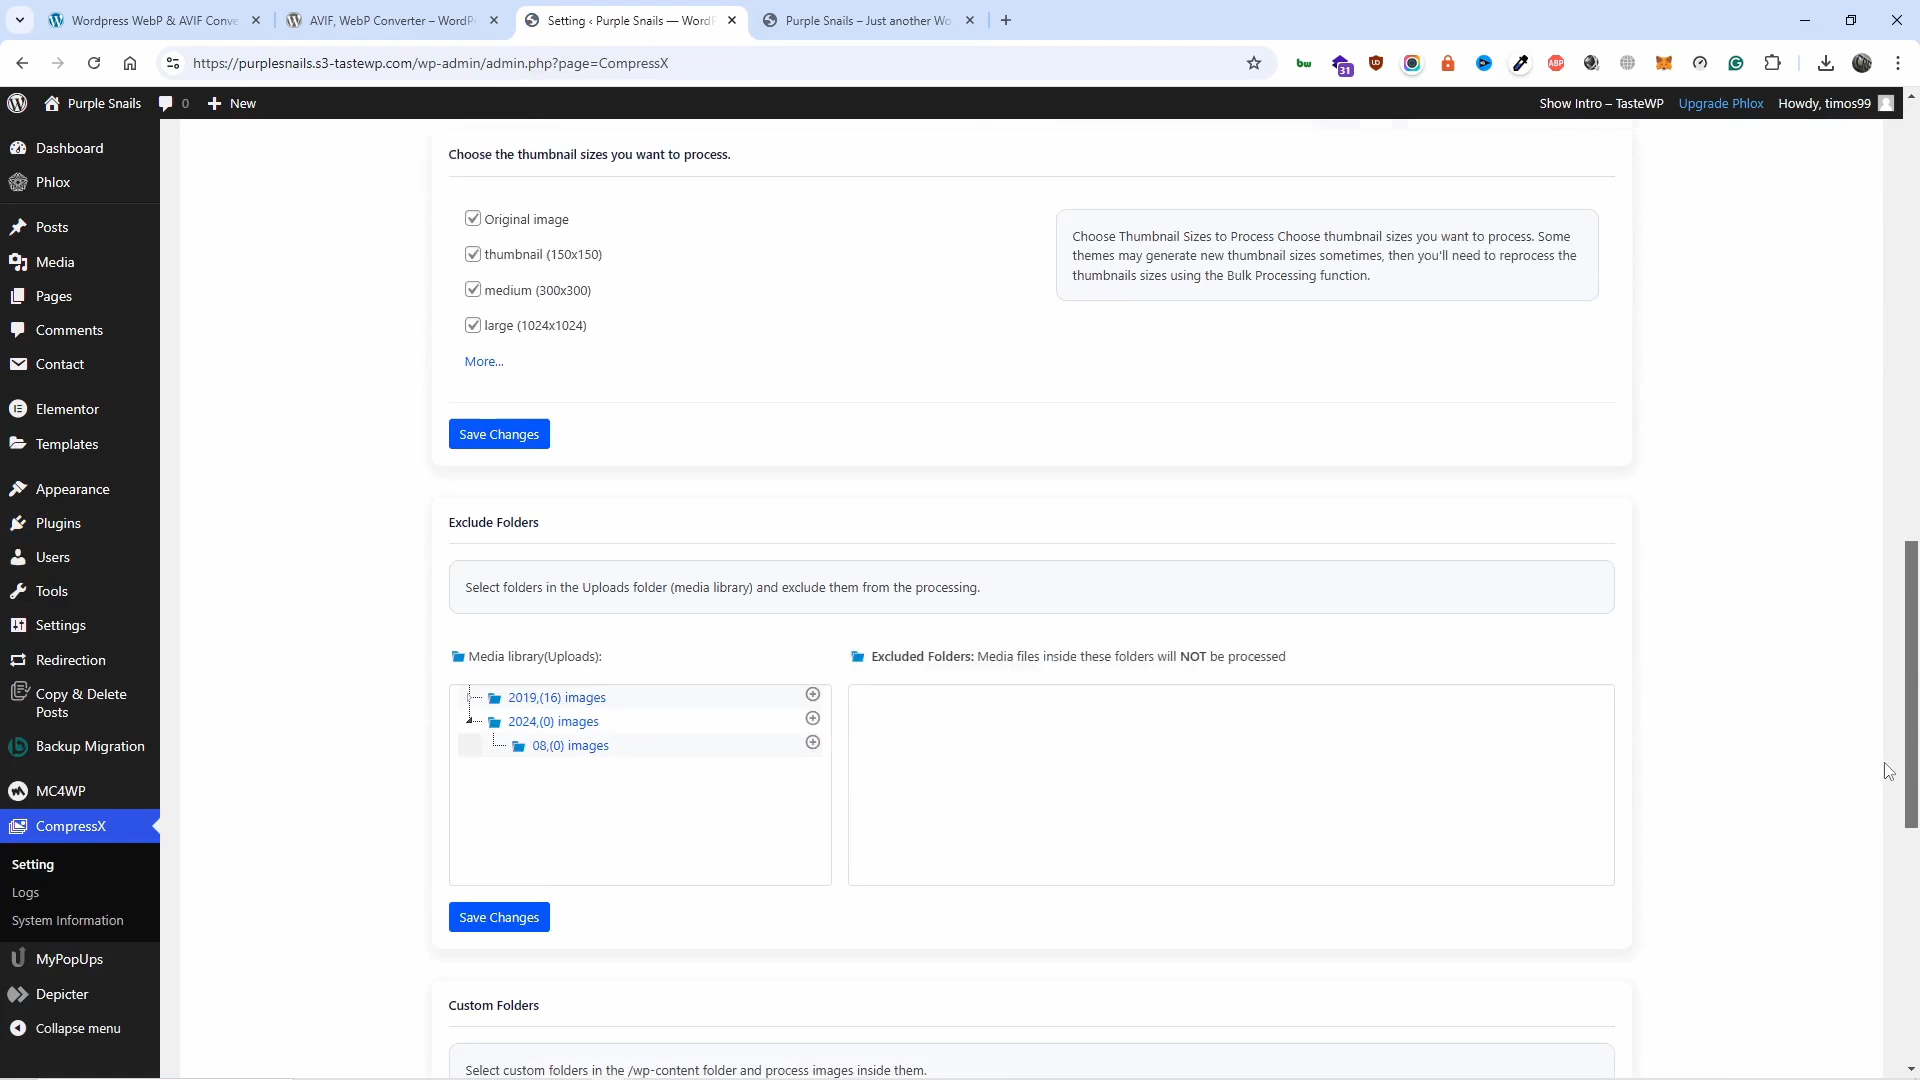 Wordpress WebP & AVIF Conve
AVIF, WebP Converter – WordP
Setting ‹ Purple Snails — WordP
Purple Snails – Just another Wo
https://purplesnails.s3-tastewp.com/wp-admin/admin.php?page=CompressX
bw
31
ABP
Purple Snails
0
New
Show Intro – TasteWP
Upgrade Phlox
Howdy, timos99
Dashboard
Phlox
Posts
Media
Pages
Comments
Contact
Elementor
Templates
Appearance
Plugins
Users
Tools
Settings
Redirection
Copy & Delete
Posts
Backup Migration
MC4WP
CompressX
Setting
Logs
System Information
MyPopUps
Depicter
Collapse menu
Choose the thumbnail sizes you want to process.
Original image
thumbnail (150x150)
medium (300x300)
large (1024x1024)
More...
Choose Thumbnail Sizes to Process Choose thumbnail sizes you want to process. Some
themes may generate new thumbnail sizes sometimes, then you'll need to reprocess the
thumbnails sizes using the Bulk Processing function.
Save Changes
Exclude Folders
Select folders in the Uploads folder (media library) and exclude them from the processing.
Media library(Uploads):
2019,(16) images
2024,(0) images
08,(0) images
Excluded Folders: Media files inside these folders will NOT be processed
Save Changes
Custom Folders
Select custom folders in the /wp-content folder and process images inside them.